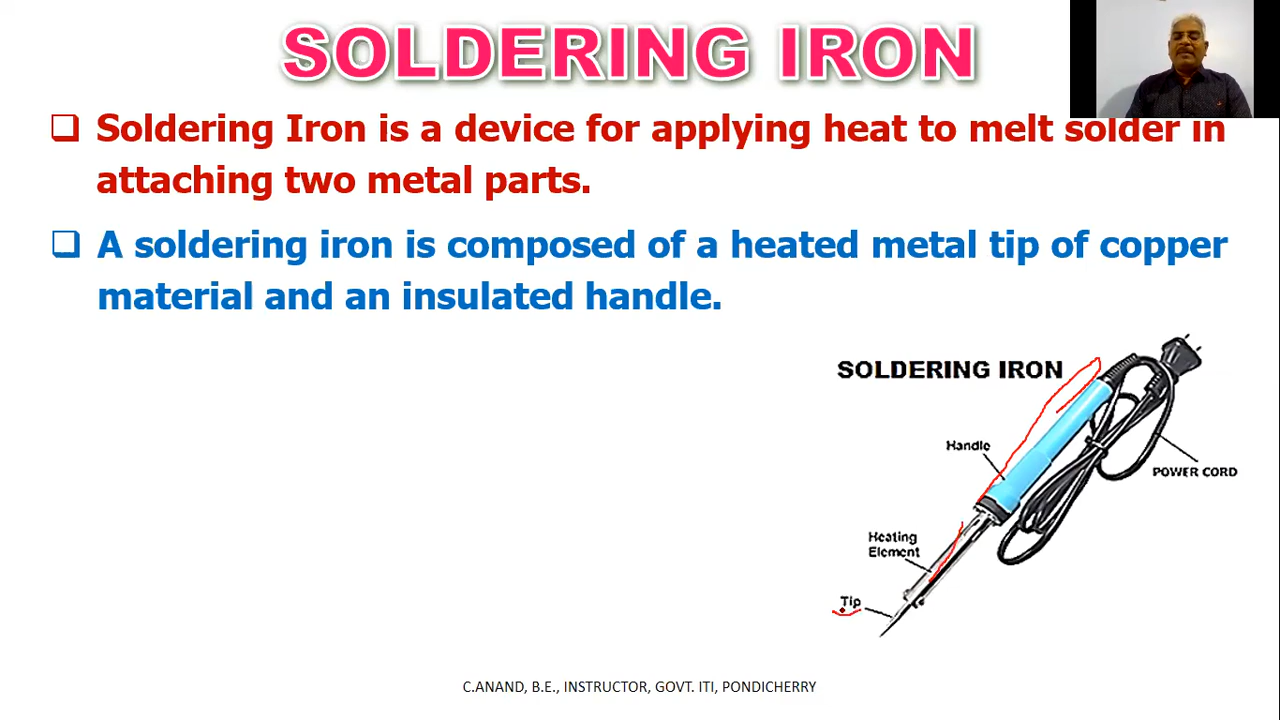 SOLDERING IRON
❑ Soldering Iron is a device for applying heat to melt solder in
attaching two metal parts.
❑ A soldering iron is composed of a heated metal tip of copper
material and an insulated handle.
SOLDERING IRON
Handle
POWER CORD
Heating
Element
Tip
C.ANAND, B.E., INSTRUCTOR, GOVT. ITI, PONDICHERRY